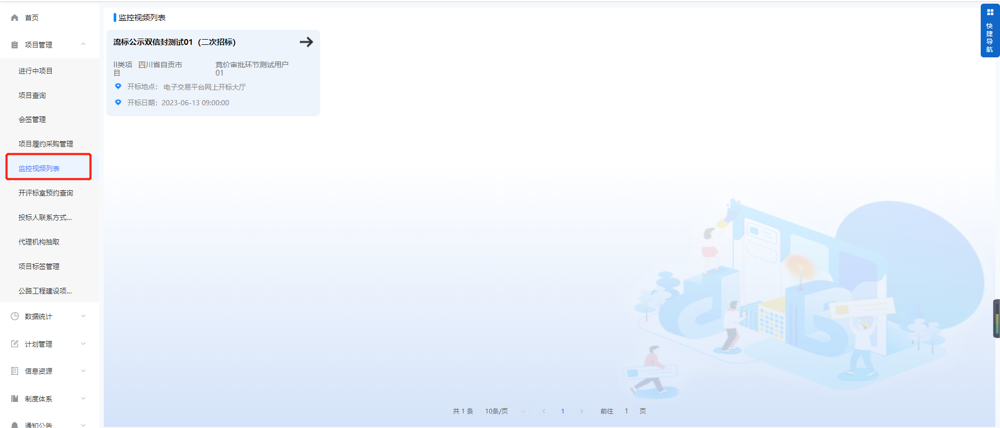 首页
项目管理
进行中项目
项目查询
会签管理
项目履约采购管理
监控视频列表
开评标室预约查询
投标人联系方式...
代理机构抽取
项目标签管理
公路工程建设项...
数据统计
计划管理
信息资源
制度体系
通知公告
监控视频列表
流标公示双信封测试01（二次招标）
II类项目 四川省自贡市 竞价审批环节测试用户01
开标地点： 电子交易平台网上开标大厅
开标日期：2023-06-13 09:00:00
共 1 条 10条/页 1 前往 1 页
快捷导航